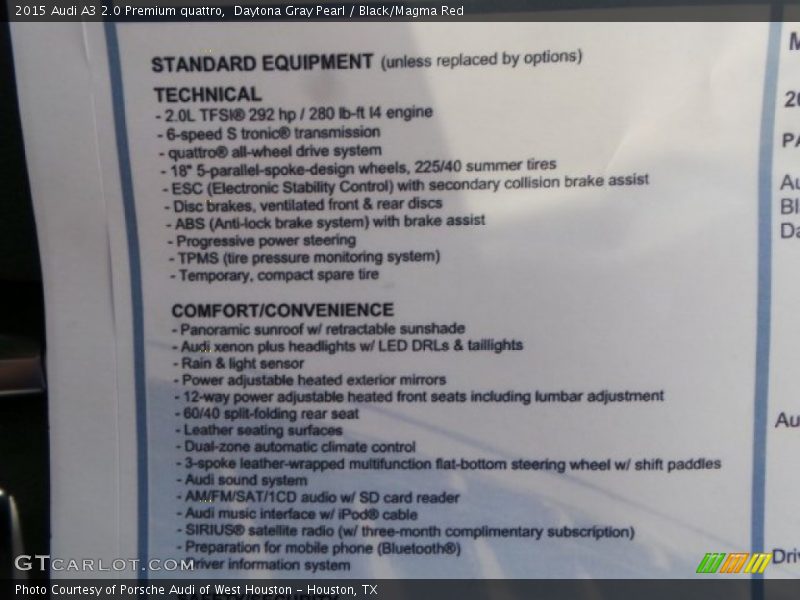 2015 Audi A3 2.0 Premium quattro,  Daytona Gray Pearl / Black/Magma Red
STANDARD EQUIPMENT (unless replaced by options)
TECHNICAL
- 2.0L TFSI® 292 hp / 280 lb-ft I4 engine
- 6-speed S tronic® transmission
- quattro® all-wheel drive system
- 18" 5-parallel-spoke-design wheels, 225/40 summer tires
- ESC (Electronic Stability Control) with secondary collision brake assist
- Disc brakes, ventilated front & rear discs
- ABS (Anti-lock brake system) with brake assist
- Progressive power steering
- TPMS (tire pressure monitoring system)
- Temporary, compact spare tire
COMFORT/CONVENIENCE
- Panoramic sunroof w/ retractable sunshade
- Audi xenon plus headlights w/ LED DRLs & taillights
- Rain & light sensor
- Power adjustable heated exterior mirrors
- 12-way power adjustable heated front seats including lumbar adjustment
- 60/40 split-folding rear seat
- Leather seating surfaces
- Dual-zone automatic climate control
- 3-spoke leather-wrapped multifunction flat-bottom steering wheel w/ shift paddles
- Audi sound system
- AM/FM/SAT/1CD audio w/ SD card reader
- Audi music interface w/ iPod® cable
- SIRIUS® satellite radio (w/ three-month complimentary subscription)
- Preparation for mobile phone (Bluetooth®)
- Driver information system
GTCARLOT.COM
Photo Courtesy of Porsche Audi of West Houston - Houston, TX